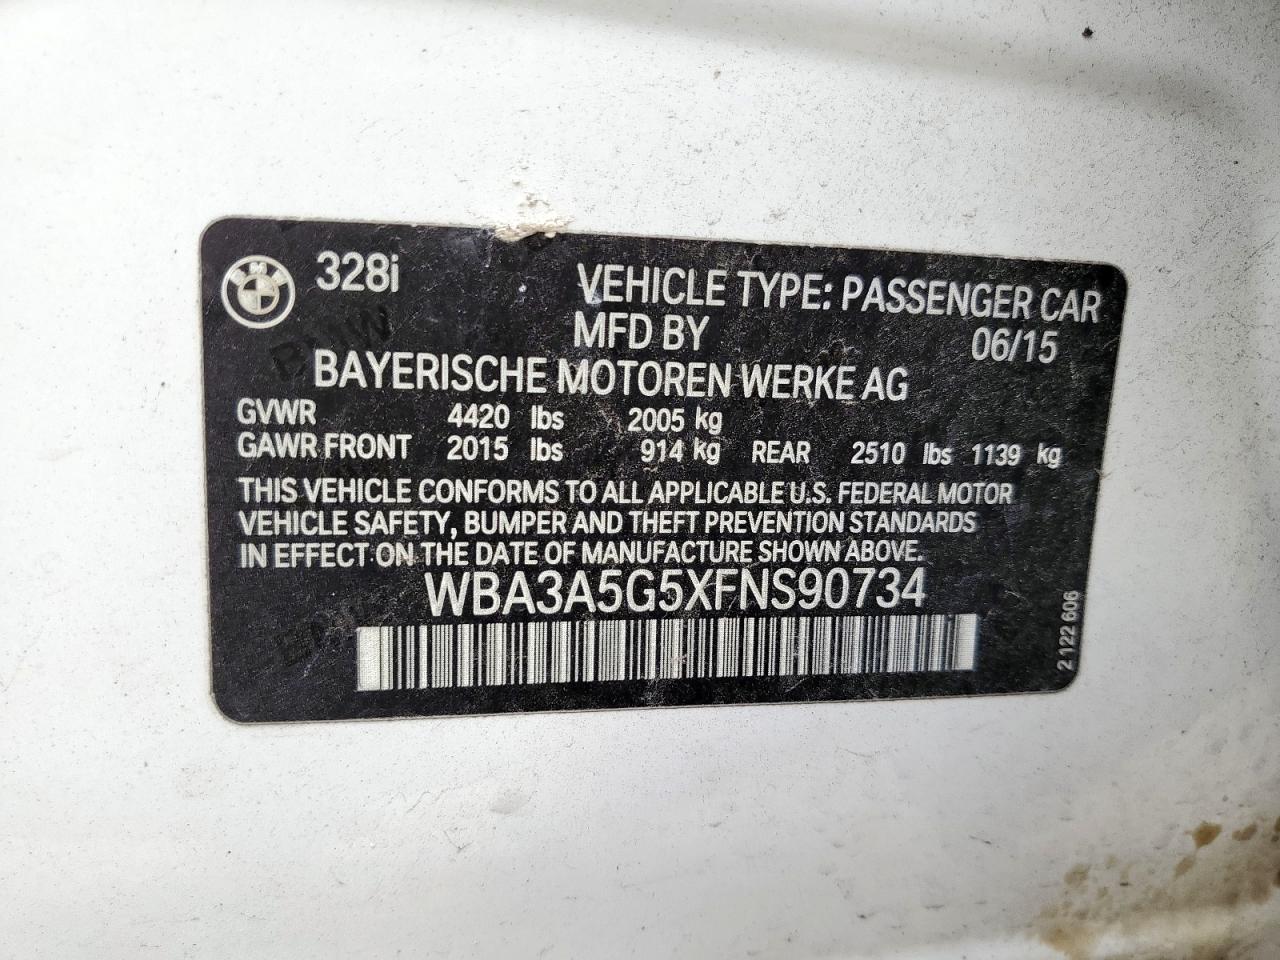 328i VEHICLE TYPE: PASSENGER CAR
MFD BY 06/15
BAYERISCHE MOTOREN WERKE AG
GVWR 4420 lbs 2005 kg
GAWR FRONT 2015 lbs 914 kg REAR 2510 lbs 1139 kg
THIS VEHICLE CONFORMS TO ALL APPLICABLE U.S. FEDERAL MOTOR
VEHICLE SAFETY, BUMPER AND THEFT PREVENTION STANDARDS
IN EFFECT ON THE DATE OF MANUFACTURE SHOWN ABOVE.
WBA3A5G5XFNS90734
2 122 606
BMW
BMW